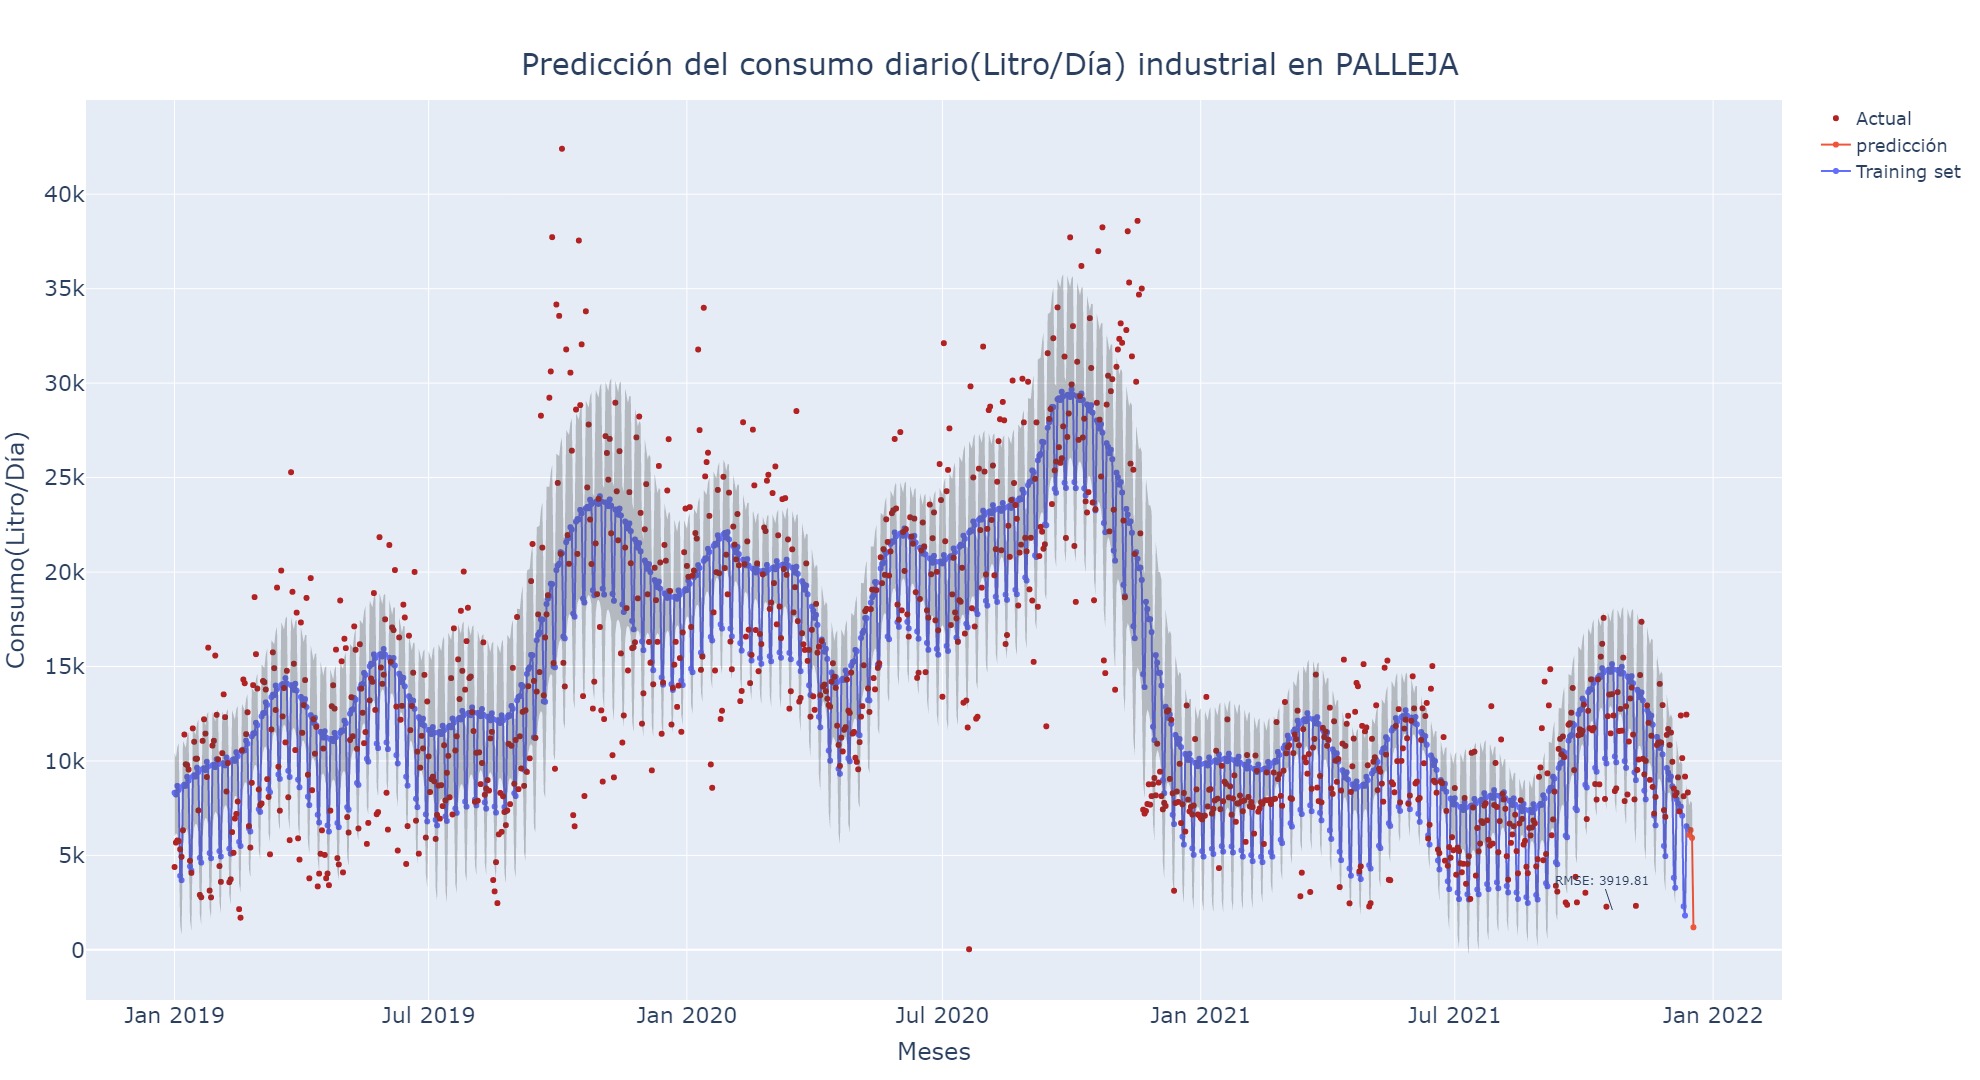 Predicción del consumo diario(Litro/Día) industrial en PALLEJA
Actual
predicción
Training set
Consumo(Litro/Día)
40k
35k
30k
25k
20k
15k
10k
5k
0
RMSE: 3919.81
Jan 2019
Jul 2019
Jan 2020
Jul 2020
Jan 2021
Jul 2021
Jan 2022
Meses